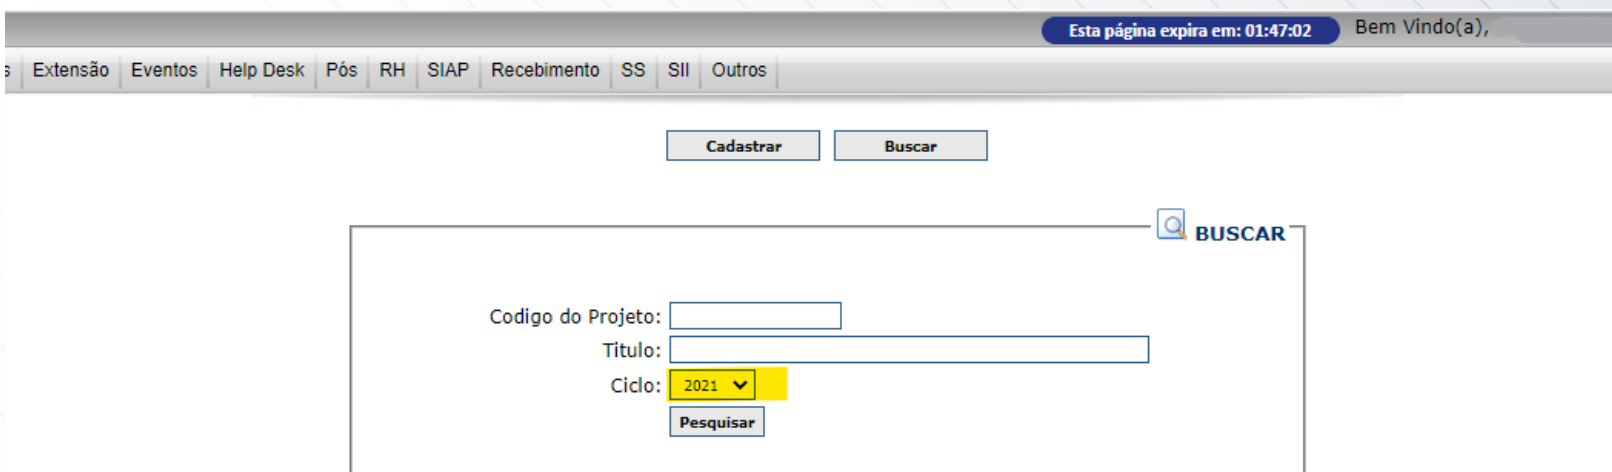 Esta página expira em: 01:47:02 Bem Vindo(a),
s Extensão Eventos Help Desk Pós RH SIAP Recebimento SS SII Outros
Cadastrar Buscar
BUSCAR
Codigo do Projeto:
Titulo:
Ciclo: 2021
Pesquisar